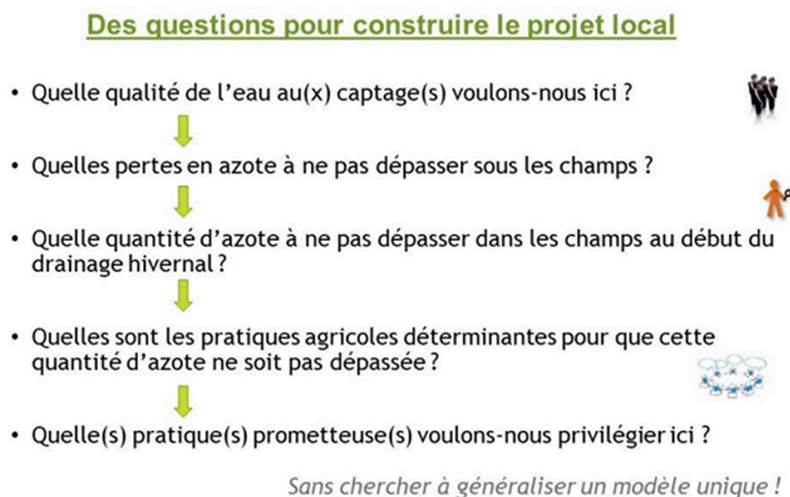 Des questions pour construire le projet local
• Quelle qualité de l'eau au(x) captage(s) voulons-nous ici ?
• Quelles pertes en azote à ne pas dépasser sous les champs ?
• Quelle quantité d'azote à ne pas dépasser dans les champs au début du
drainage hivernal ?
• Quelles sont les pratiques agricoles déterminantes pour que cette
quantité d'azote ne soit pas dépassée ?
• Quelle(s) pratique(s) prometteuse(s) voulons-nous privilégier ici ?
Sans chercher à généraliser un modèle unique !